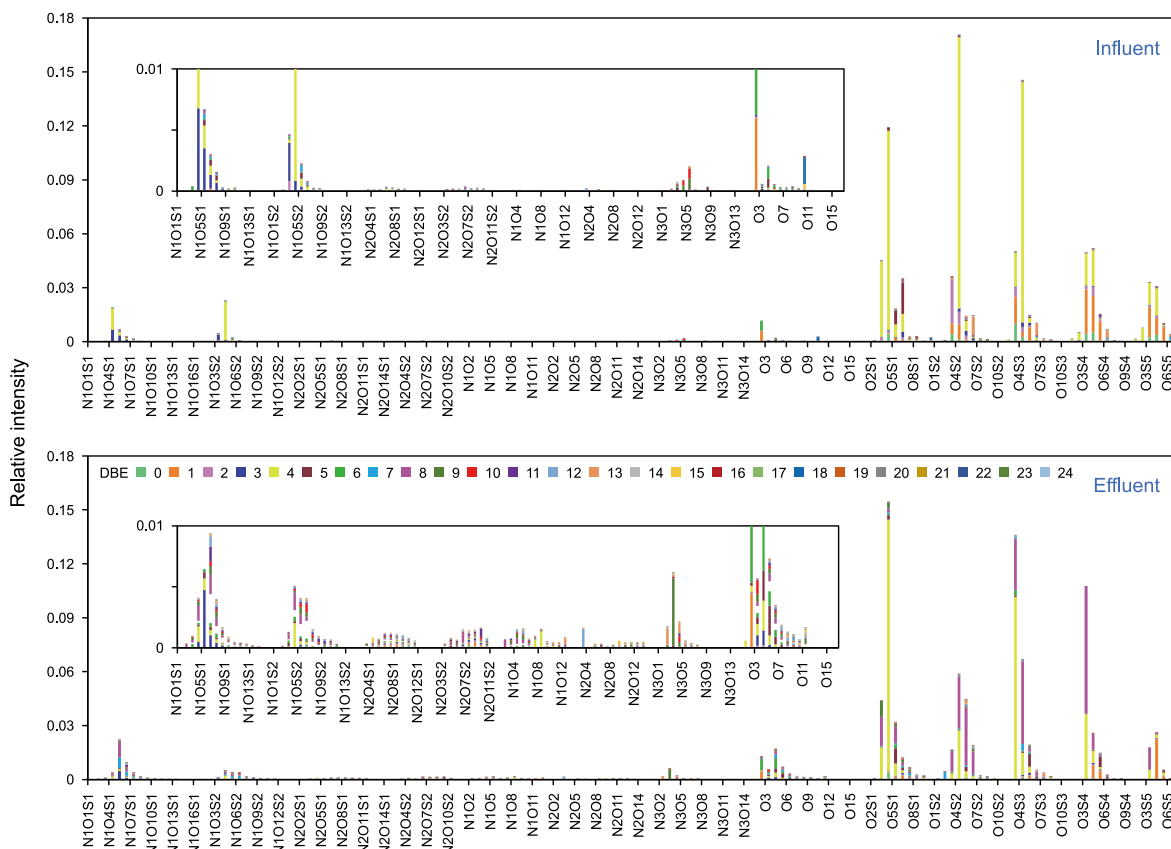 Relative intensity
0.18
0.15
0.12
0.09
0.06
0.03
0
Influent
0.01
0
N1O1S1 N1O5S1 N1O9S1 N1O13S1 N1O1S2 N1O5S2 N1O9S2 N1O13S2 N2O4S1 N2O8S1 N2O12S1 N2O3S2 N2O7S2 N2O11S2 N1O4 N1O8 N1O12 N2O4 N2O8 N2O12 N3O1 N3O5 N3O9 N3O13 O3 O7 O11 O15
N1O1S1 N1O4S1 N1O7S1 N1O10S1 N1O13S1 N1O16S1 N1O3S2 N1O6S2 N1O9S2 N1O12S2 N2O2S1 N2O5S1 N2O8S1 N2O11S1 N2O14S1 N2O4S2 N2O7S2 N2O10S2 N1O2 N1O5 N1O8 N1O11 N2O2 N2O5 N2O8 N2O11 N2O14 N3O2 N3O5 N3O8 N3O11 N3O14 O3 O6 O9 O12 O15 O2S1 O5S1 O8S1 O1S2 O4S2 O7S2 O10S2 O4S3 O7S3 O10S3 O3S4 O6S4 O9S4 O3S5 O6S5
0.18
0.15
0.12
0.09
0.06
0.03
0
DBE 0 1 2 3 4 5 6 7 8 9 10 11 12 13 14 15 16 17 18 19 20 21 22 23 24
Effluent
0.01
0
N1O1S1 N1O5S1 N1O9S1 N1O13S1 N1O1S2 N1O5S2 N1O9S2 N1O13S2 N2O4S1 N2O8S1 N2O12S1 N2O3S2 N2O7S2 N2O11S2 N1O4 N1O8 N1O12 N2O4 N2O8 N2O12 N3O1 N3O5 N3O9 N3O13 O3 O7 O11 O15
N1O1S1 N1O4S1 N1O7S1 N1O10S1 N1O13S1 N1O16S1 N1O3S2 N1O6S2 N1O9S2 N1O12S2 N2O2S1 N2O5S1 N2O8S1 N2O11S1 N2O14S1 N2O4S2 N2O7S2 N2O10S2 N1O2 N1O5 N1O8 N1O11 N2O2 N2O5 N2O8 N2O11 N2O14 N3O2 N3O5 N3O8 N3O11 N3O14 O3 O6 O9 O12 O15 O2S1 O5S1 O8S1 O1S2 O4S2 O7S2 O10S2 O4S3 O7S3 O10S3 O3S4 O6S4 O9S4 O3S5 O6S5